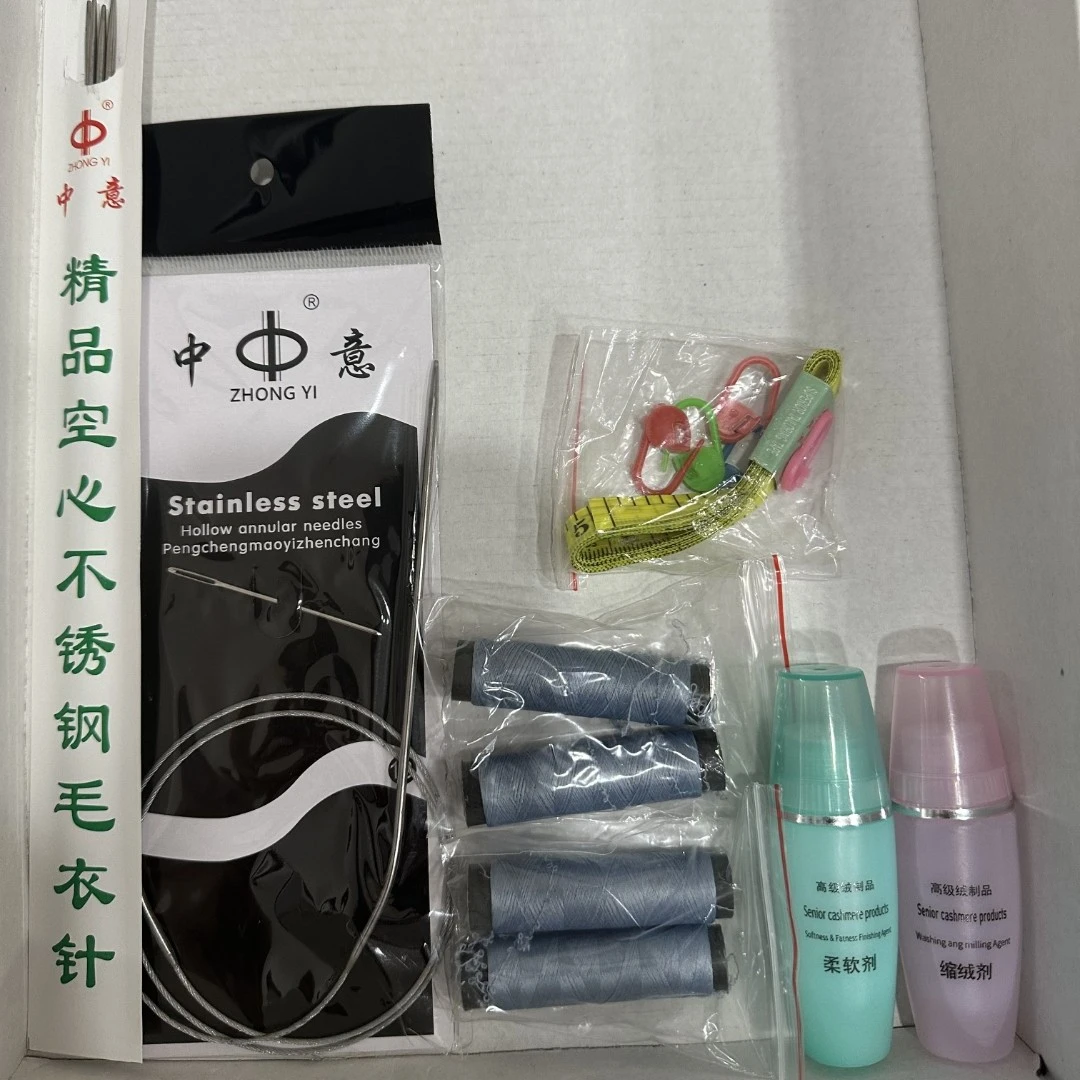 ®
ZHONG YI
中意
精品空心不锈钢毛衣针
®
中 意
ZHONG YI
Stainless steel
Hollow annular needles
Pengchengmaoyizhenchang
5
高级绒制品
Senior cashmere products
Softness & Fatness Finishing Agent
柔软剂
高级绒制品
Senior cashmere products
Washing ang milling Agent
缩绒剂